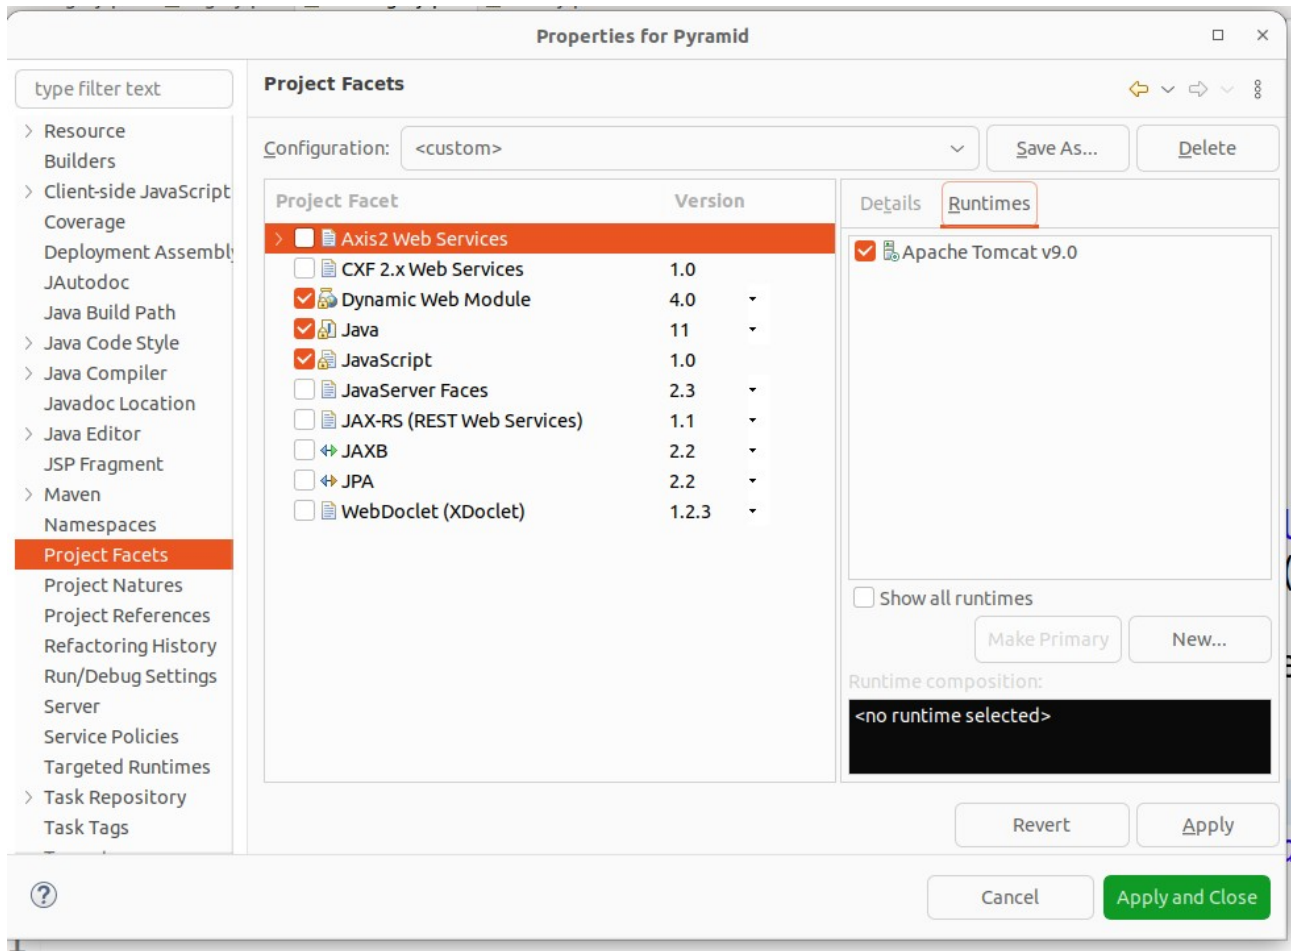 Properties for Pyramid
type filter text
Project Facets
Resource
Builders
Client-side JavaScript
Coverage
Deployment Assembly
JAutodoc
Java Build Path
Java Code Style
Java Compiler
Javadoc Location
Java Editor
JSP Fragment
Maven
Namespaces
Project Facets
Project Natures
Project References
Refactoring History
Run/Debug Settings
Server
Service Policies
Targeted Runtimes
Task Repository
Task Tags
Configuration: <custom> Save As... Delete
Project Facet Version
Axis2 Web Services
CXF 2.x Web Services 1.0
Dynamic Web Module 4.0
Java 11
JavaScript 1.0
JavaServer Faces 2.3
JAX-RS (REST Web Services) 1.1
JAXB 2.2
JPA 2.2
WebDoclet (XDoclet) 1.2.3
Details Runtimes
Apache Tomcat v9.0
Show all runtimes
Make Primary New...
Runtime composition:
<no runtime selected>
Revert Apply
Cancel Apply and Close